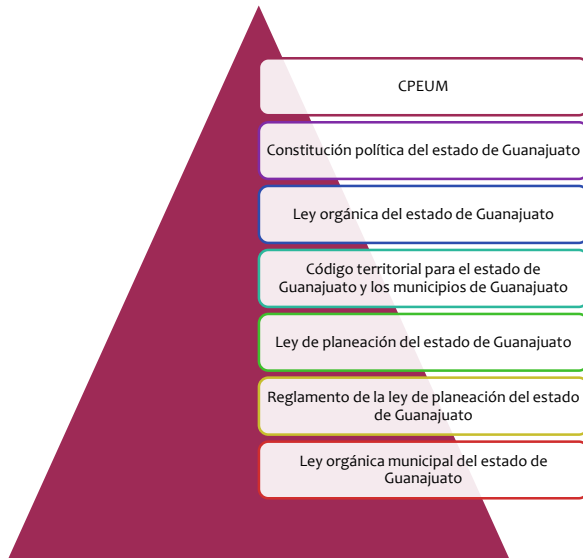 CPEUM
Constitución política del estado de Guanajuato
Ley orgánica del estado de Guanajuato
Código territorial para el estado de
Guanajuato y los municipios de Guanajuato
Ley de planeación del estado de Guanajuato
Reglamento de la ley de planeación del estado
de Guanajuato
Ley orgánica municipal del estado de
Guanajuato